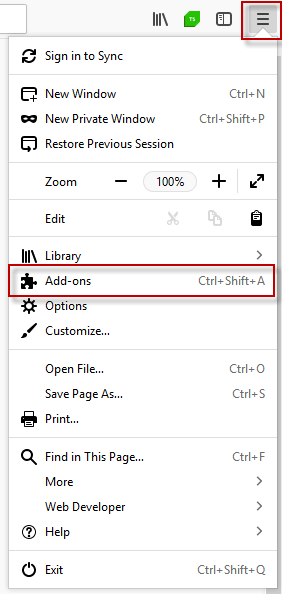 TS
Sign in to Sync
New Window Ctrl+N
New Private Window Ctrl+Shift+P
Restore Previous Session
Zoom 100%
Edit
Library
Add-ons Ctrl+Shift+A
Options
Customize...
Open File... Ctrl+O
Save Page As... Ctrl+S
Print...
Find in This Page... Ctrl+F
More
Web Developer
Help
Exit Ctrl+Shift+Q